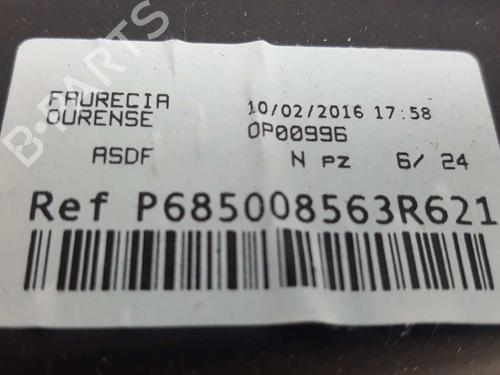 B-PARTS
FAURECIA 10/02/2016 17:58
OURENSE OP00996
ASDF N pz 6/ 24
Ref P685008563R621